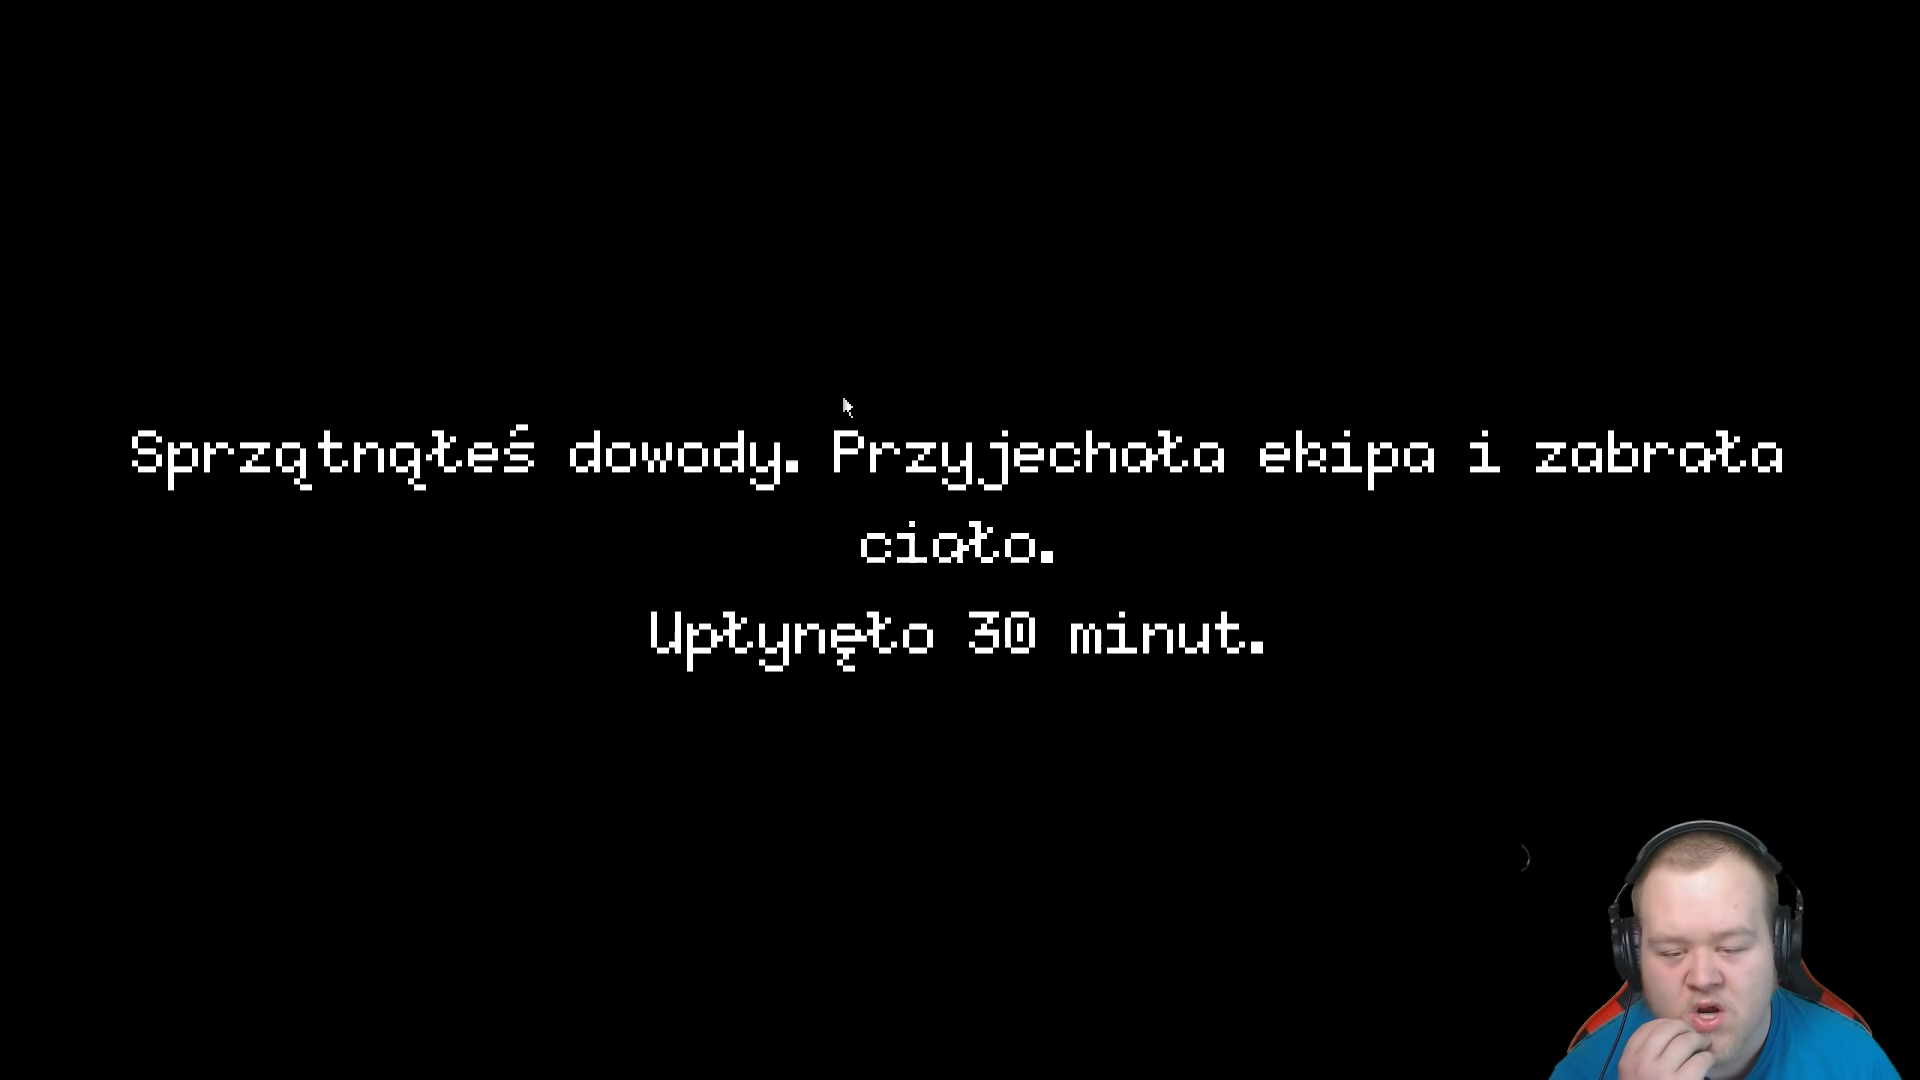 Sprzątnąłeś dowody. Przyjechała ekipa i zabrała
ciało.
Upłynęło 30 minut.